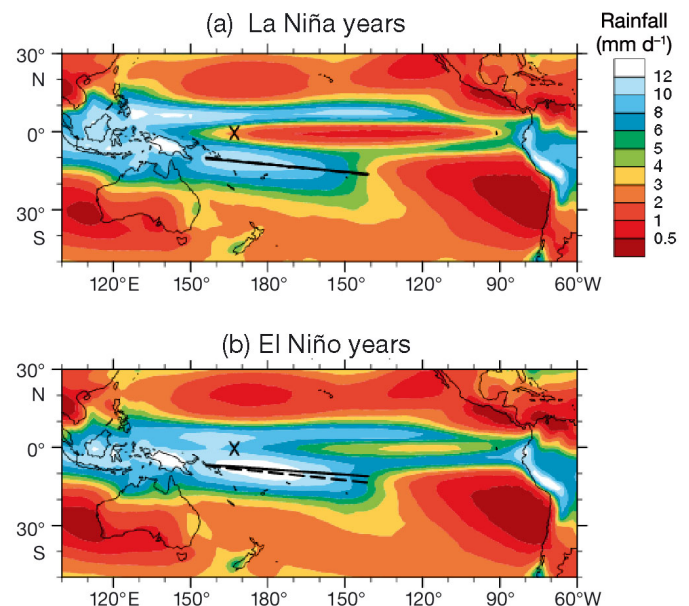 (a) La Niña years
Rainfall
(mm d⁻¹)
30°
N
0°
X
30°
S
120°E 150° 180° 150° 120° 90° 60°W
12
10
8
6
5
4
3
2
1
0.5
(b) El Niño years
30°
N
0°
X
30°
S
120°E 150° 180° 150° 120° 90° 60°W